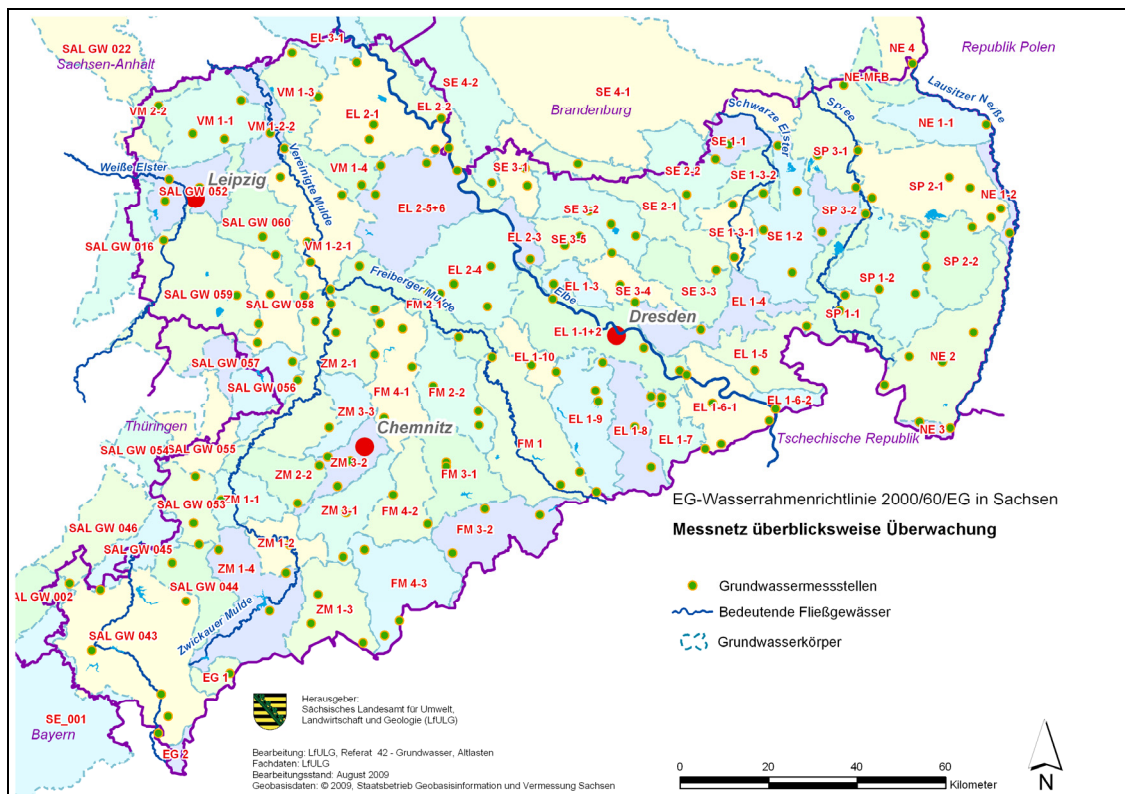 SAL GW 022
Sachsen-Anhalt
EL 3-1
SE 4-2
SE 4-1
Brandenburg
NE 4
Republik Polen
NE-MFB
Lausitzer Neiße
VM 2-2
VM 1-3
VM 1-1
VM 1-2-2
EL 2-1
EL 2-2
Schwarze Elster
Spree
NE 1-1
SE 1-1
SP 3-1
Weiße Elster
Leipzig
Vereinigte Mulde
VM 1-4
SE 3-1
SE 2-2
SE 1-3-2
SP 2-1
NE 1-2
SAL GW 052
EL 2-5+6
SE 3-2
SE 2-1
SP 3-2
SAL GW 060
SAL GW 016
VM 1-2-1
EL 2-3
SE 3-5
SE 1-3-1
SE 1-2
SP 2-2
Freiberger Mulde
EL 2-4
SP 1-2
SAL GW 059
SAL GW 058
EL 1-3
SE 3-4
SE 3-3
EL 1-4
Elbe
Dresden
SP 1-1
EL 1-1+2
SAL GW 057
SAL GW 056
ZM 2-1
EL 1-10
EL 1-5
NE 2
FM 4-1
FM 2-2
Thüringen
ZM 3-3
Chemnitz
EL 1-9
EL 1-8
EL 1-6-1
EL 1-6-2
EL 1-7
Tschechische Republik
NE 3
SAL GW 054
SAL GW 055
ZM 3-2
ZM 2-2
FM 1
FM 3-1
SAL GW 053
ZM 1-1
ZM 3-1
FM 4-2
FM 3-2
SAL GW 046
SAL GW 045
ZM 1-2
ZM 1-4
SAL GW 044
FM 4-3
AL GW 002
ZM 1-3
SAL GW 043
Zwickauer Mulde
EG 1
SE_001
Bayern
EG 2
EG-Wasserrahmenrichtlinie 2000/60/EG in Sachsen
Messnetz überblicksweise Überwachung
Grundwassermessstellen
Bedeutende Fließgewässer
Grundwasserkörper
Herausgeber:
Sächsisches Landesamt für Umwelt,
Landwirtschaft und Geologie (LfULG)
Bearbeitung: LfULG, Referat 42 - Grundwasser, Altlasten
Fachdaten: LfULG
Bearbeitungsstand: August 2009
Geobasisdaten: © 2009, Staatsbetrieb Geobasisinformation und Vermessung Sachsen
0 20 40 60
Kilometer
N